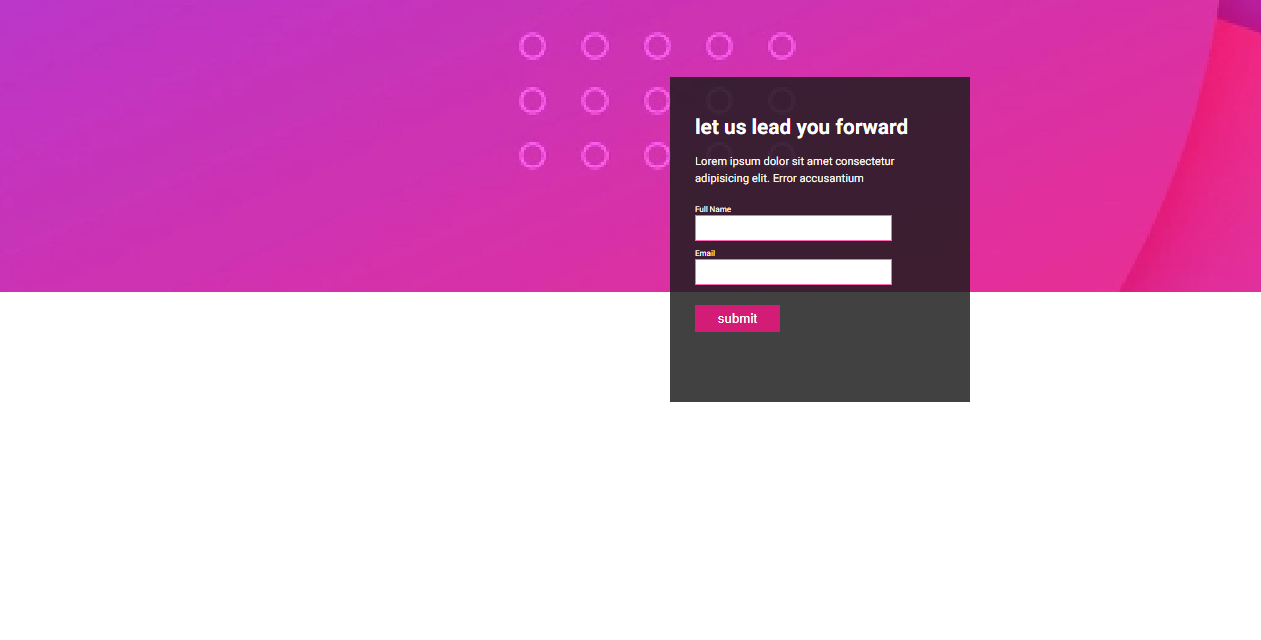 let us lead you forward
Lorem ipsum dolor sit amet consectetur
adipisicing elit. Error accusantium
Full Name
Email
submit